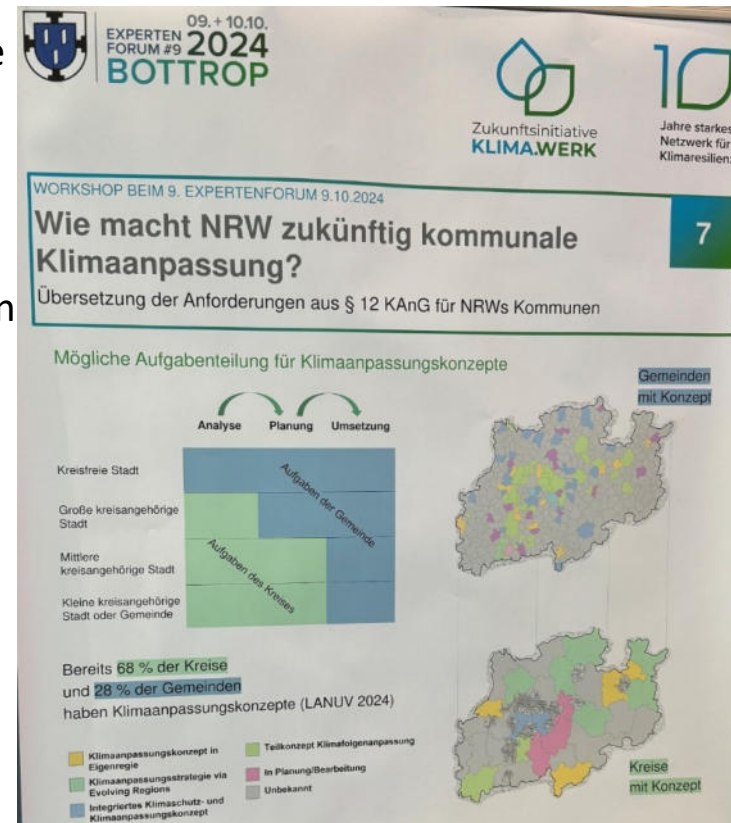 e
n
EXPERTEN
FORUM #9
09. + 10.10.
2024
BOTTROP
Zukunftsinitiative
KLIMA.WERK
10
Jahre starkes
Netzwerk für
WORKSHOP BEIM 9. EXPERTENFORUM 9.10.2024
Wie macht NRW zukünftig kommunale
Klimaanpassung?
7
Übersetzung der Anforderungen aus § 12 KAnG für NRWs Kommunen
Mögliche Aufgabenteilung für Klimaanpassungskonzepte
Gemeinden
mit Konzept
Analyse Planung Umsetzung
Kreisfreie Stadt
Große kreisangehörige
Stadt
Mittlere
kreisangehörige Stadt
Kleine kreisangehörige
Stadt oder Gemeinde
Aufgaben der Gemeinde
Aufgaben des Kreises
Bereits 68 % der Kreise
und 28 % der Gemeinden
haben Klimaanpassungskonzepte (LANUV 2024)
Klimaanpassungskonzept in
Eigenregie
Klimaanpassungsstrategie via
Evolving Regions
Integriertes Klimaschutz- und
Klimaanpassungskonzept
Teilkonzept Klimafolgenanpassung
In Planung/Bearbeitung
Unbekannt
Kreise
mit Konzept